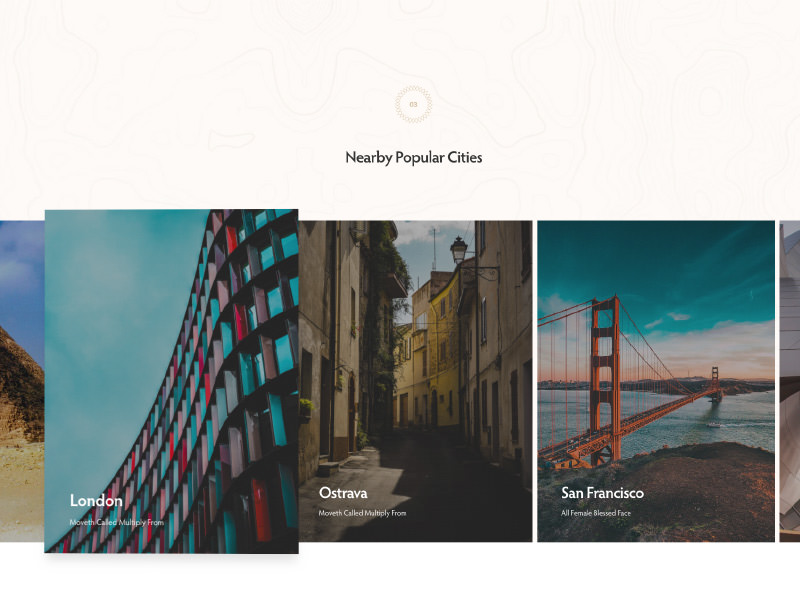 03
Nearby Popular Cities
London
Moveth Called Multiply From
Ostrava
Moveth Called Multiply From
San Francisco
All Female Blessed Face